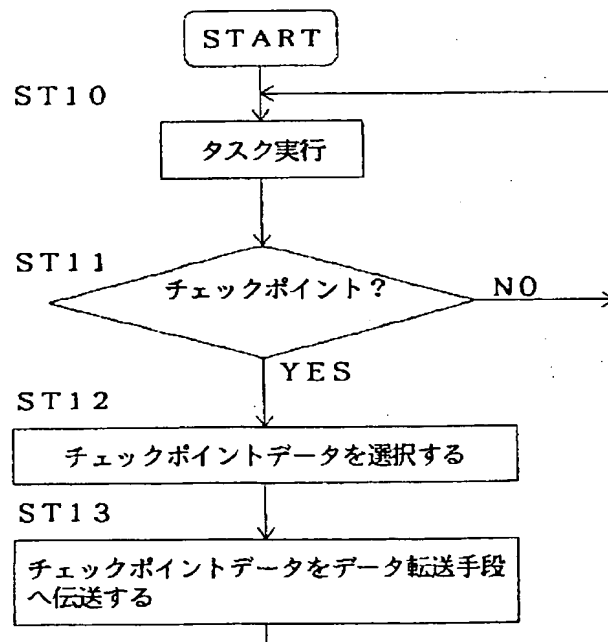 START
ST10
タスク実行
ST11
チェックポイント?
NO
YES
ST12
チェックポイントデータを選択する
ST13
チェックポイントデータをデータ転送手段
へ伝送する